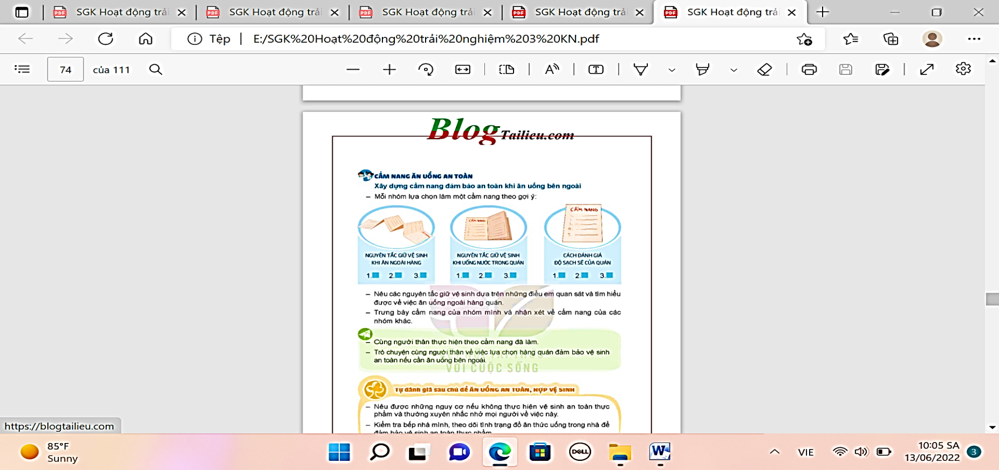 SGK Hoạt động trải
SGK Hoạt động trải
SGK Hoạt động trải
SGK Hoạt động trải
SGK Hoạt động trải
Tệp
E:/SGK%20Hoạt%20động%20trải%20nghiệm%203%20KN.pdf
74 của 111
Blog Tailieu.com
CẨM NANG ĂN UỐNG AN TOÀN
Xây dựng cẩm nang đảm bảo an toàn khi ăn uống bên ngoài
– Mỗi nhóm lựa chọn làm một cẩm nang theo gợi ý:
CẨM NANG
CẨM NANG
NGUYÊN TẮC GIỮ VỆ SINH
KHI ĂN NGOÀI HÀNG
1. 2. 3.
NGUYÊN TẮC GIỮ VỆ SINH
KHI UỐNG NƯỚC TRONG QUÁN
1. 2. 3.
CÁCH ĐÁNH GIÁ
ĐỘ SẠCH SẼ CỦA QUÁN
1. 2. 3.
– Nêu các nguyên tắc giữ vệ sinh dựa trên những điều em quan sát và tìm hiểu
được về việc ăn uống ngoài hàng quán.
– Trưng bày cẩm nang của nhóm mình và nhận xét về cẩm nang của các
nhóm khác.
– Cùng người thân thực hiện theo cẩm nang đã làm.
– Trò chuyện cùng người thân về việc lựa chọn hàng quán đảm bảo vệ sinh
an toàn nếu cần ăn uống bên ngoài.
VỚI CUỘC SỐNG
Tự đánh giá sau chủ đề ĂN UỐNG AN TOÀN, HỢP VỆ SINH
– Nêu được những nguy cơ nếu không thực hiện vệ sinh an toàn thực
phẩm và thường xuyên nhắc nhở mọi người về việc này.
– Kiểm tra bếp nhà mình, theo dõi tình trạng đồ ăn thức uống trong nhà để
đảm bảo vệ sinh an toàn thực phẩm
https://blogtailieu.com
85°F
Sunny
DELL
VIE
10:05 SA
13/06/2022
3